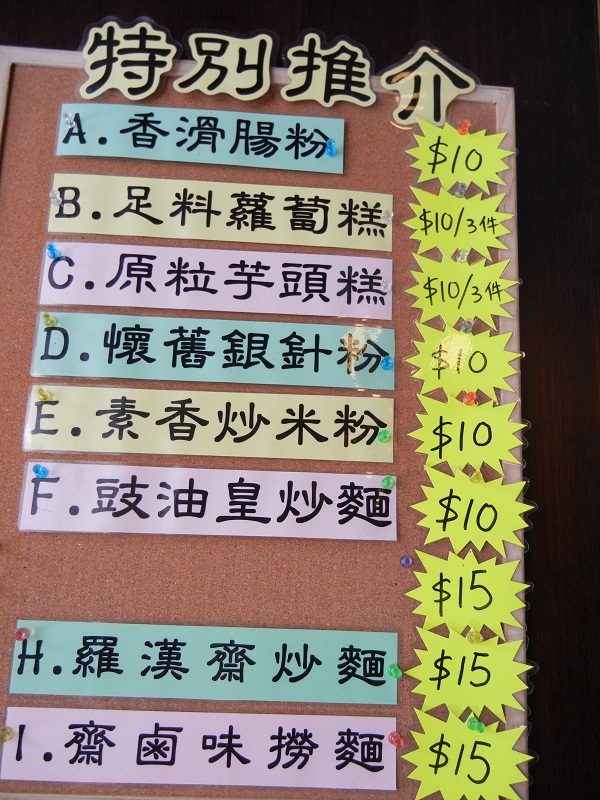 特別推介
A.香滑腸粉 $10
B.足料蘿蔔糕 $10/3件
C.原粒芋頭糕 $10/3件
D.懷舊銀針粉 $10
E.素香炒米粉 $10
F.豉油皇炒麵 $10
$15
H.羅漢齋炒麵 $15
I.齋鹵味撈麵 $15